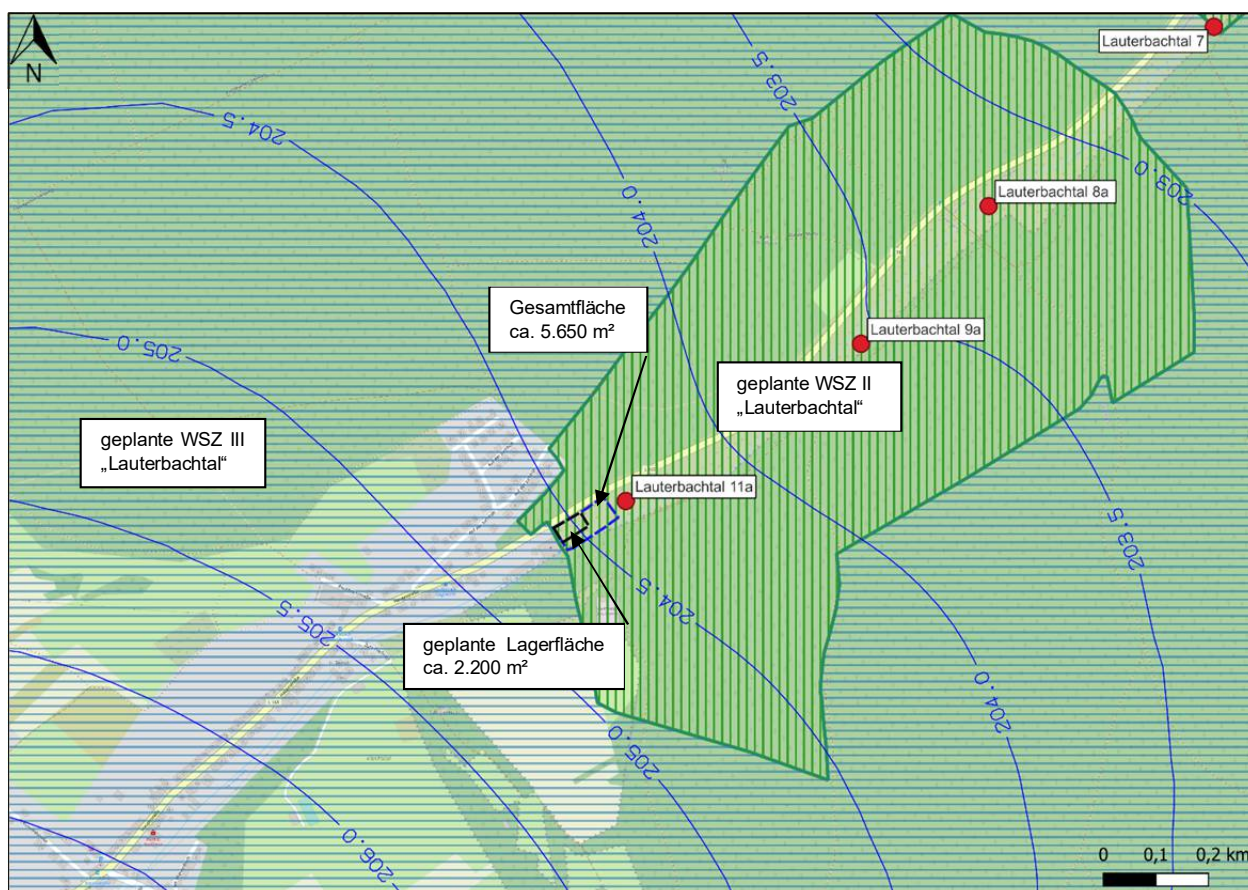 N
Lauterbachtal 7
204.5
203.5
203.0
204.0
Lauterbachtal 8a
Gesamtfläche
ca. 5.650 m²
205.0
Lauterbachtal 9a
geplante WSZ II
„Lauterbachtal“
geplante WSZ III
„Lauterbachtal“
Lauterbachtal 11a
203.5
204.5
205.5
geplante Lagerfläche
ca. 2.200 m²
204.0
205.0
206.0
0 0,1 0,2 km